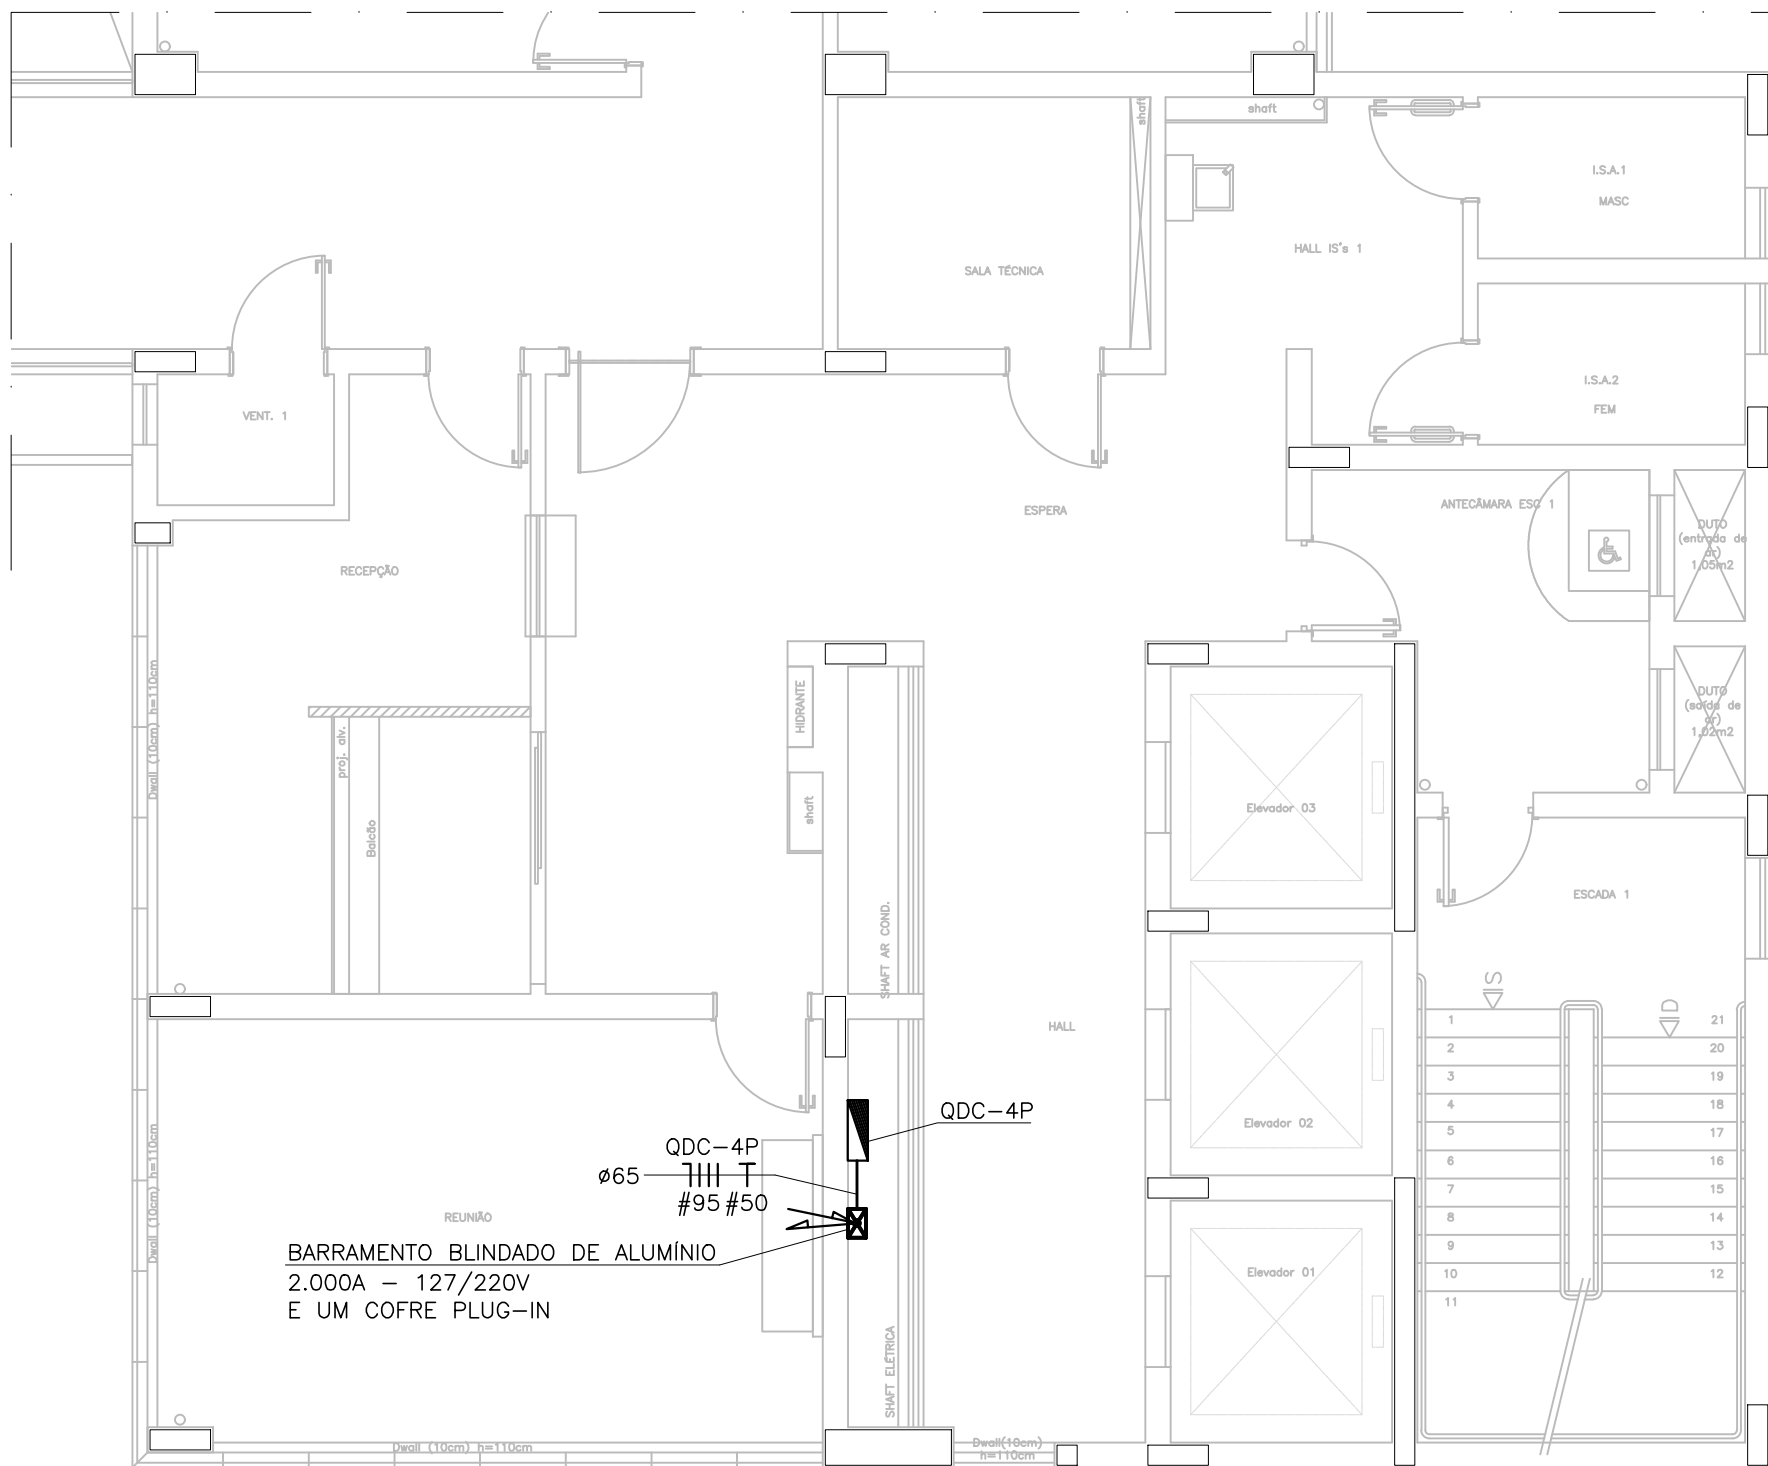 shaft
shaft
I.S.A.1
MASC
HALL IS's 1
SALA TÉCNICA
I.S.A.2
FEM
VENT. 1
ANTECÂMARA ESC 1
ESPERA
DUTO
(entrada de
ar)
1,05m2
RECEPÇÃO
Dwall (10cm) h=110cm
HIDRANTE
DUTO
(saída de
ar)
1,02m2
proj. alv.
Balcão
shaft
Elevador 03
ESCADA 1
SHAFT AR COND.
S
D
HALL
1
2
3
4
5
6
7
8
9
10
11
21
20
19
18
17
16
15
14
13
12
QDC-4P
Elevador 02
QDC-4P
ø65
#95 #50
Dwall (10cm) h=110cm
REUNIÃO
BARRAMENTO BLINDADO DE ALUMÍNIO
2.000A - 127/220V
E UM COFRE PLUG-IN
Elevador 01
SHAFT ELÉTRICA
Dwall (10cm) h=110cm
Dwall(10cm)
h=110cm